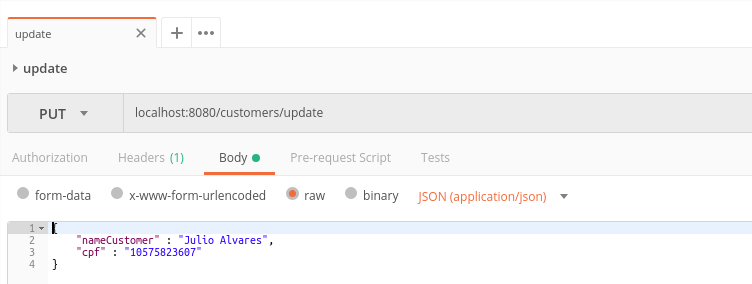 update
update
PUT localhost:8080/customers/update
Authorization Headers (1) Body Pre-request Script Tests
form-data x-www-form-urlencoded raw binary JSON (application/json)
1 {
2 "nameCustomer" : "Julio Alvares",
3 "cpf" : "10575823607"
4 }